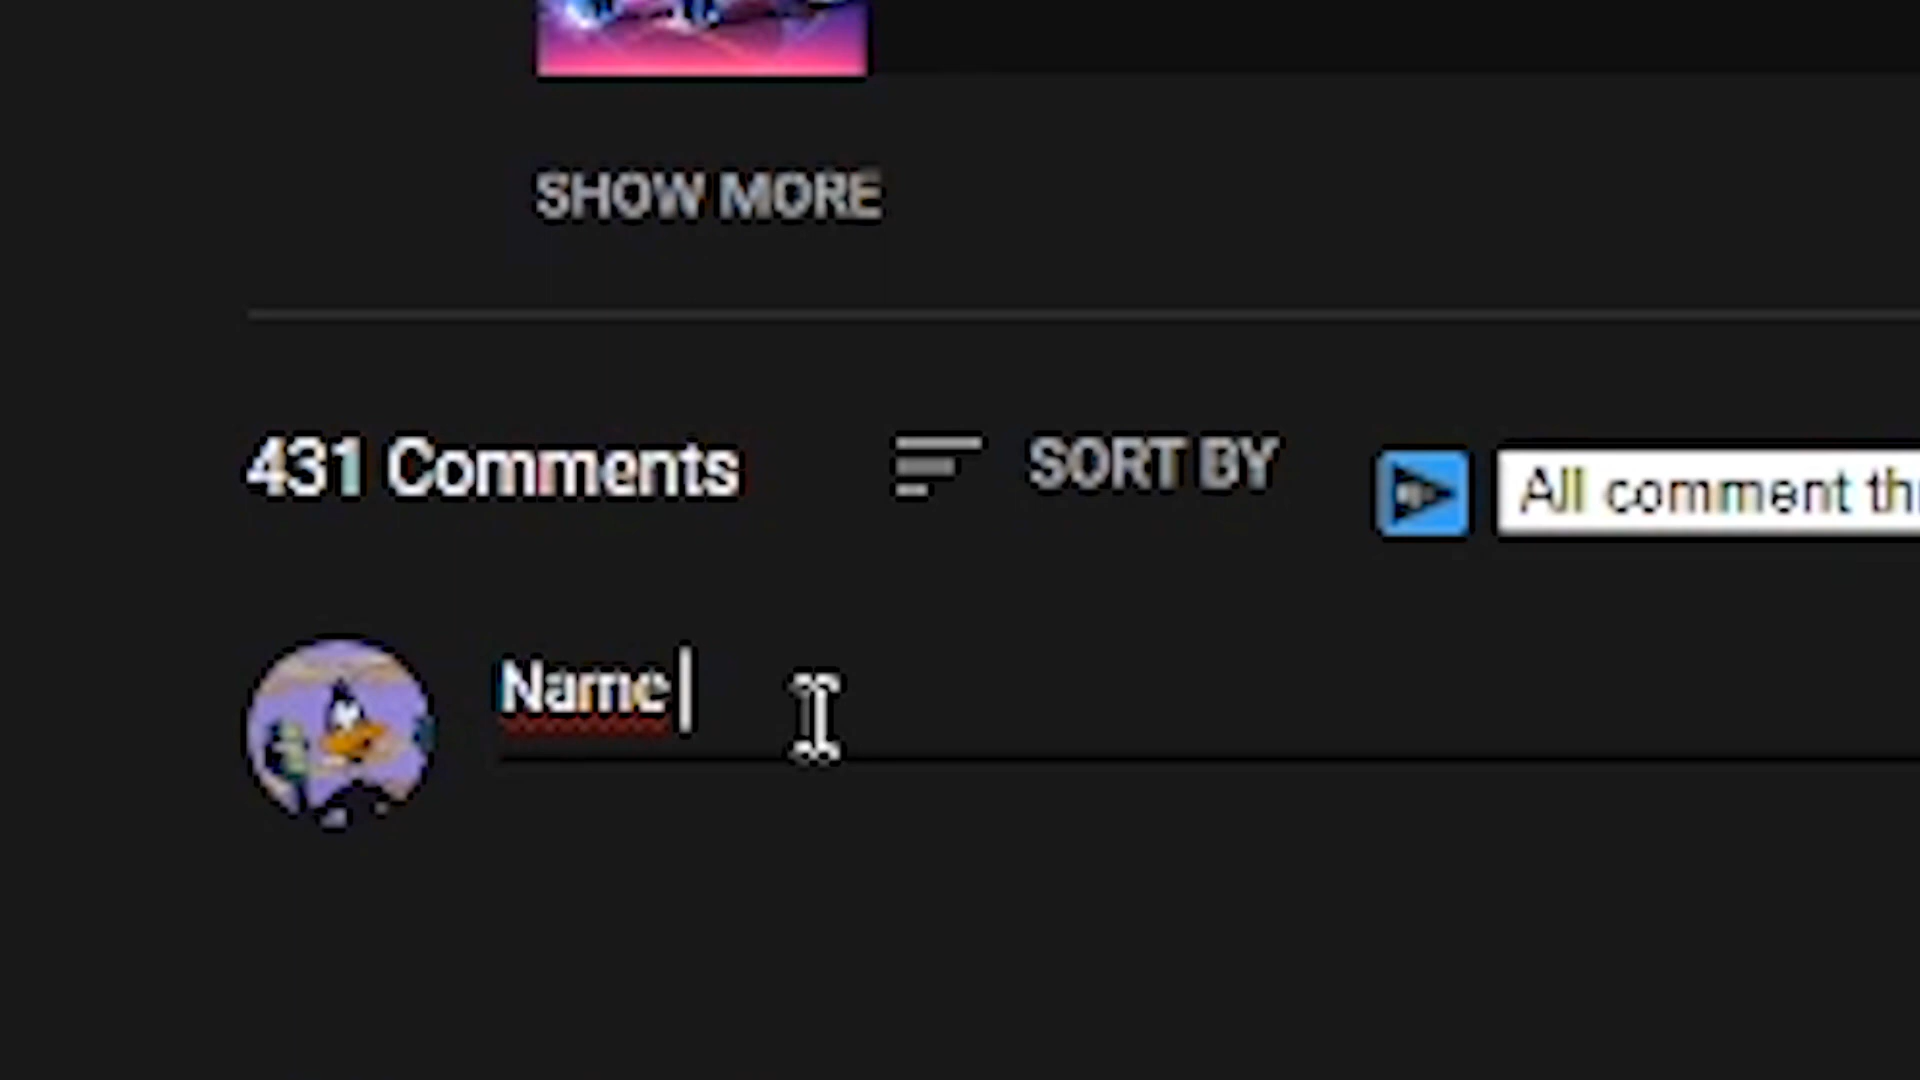 SHOW MORE
431 Comments
SORT BY
All comment th
Name